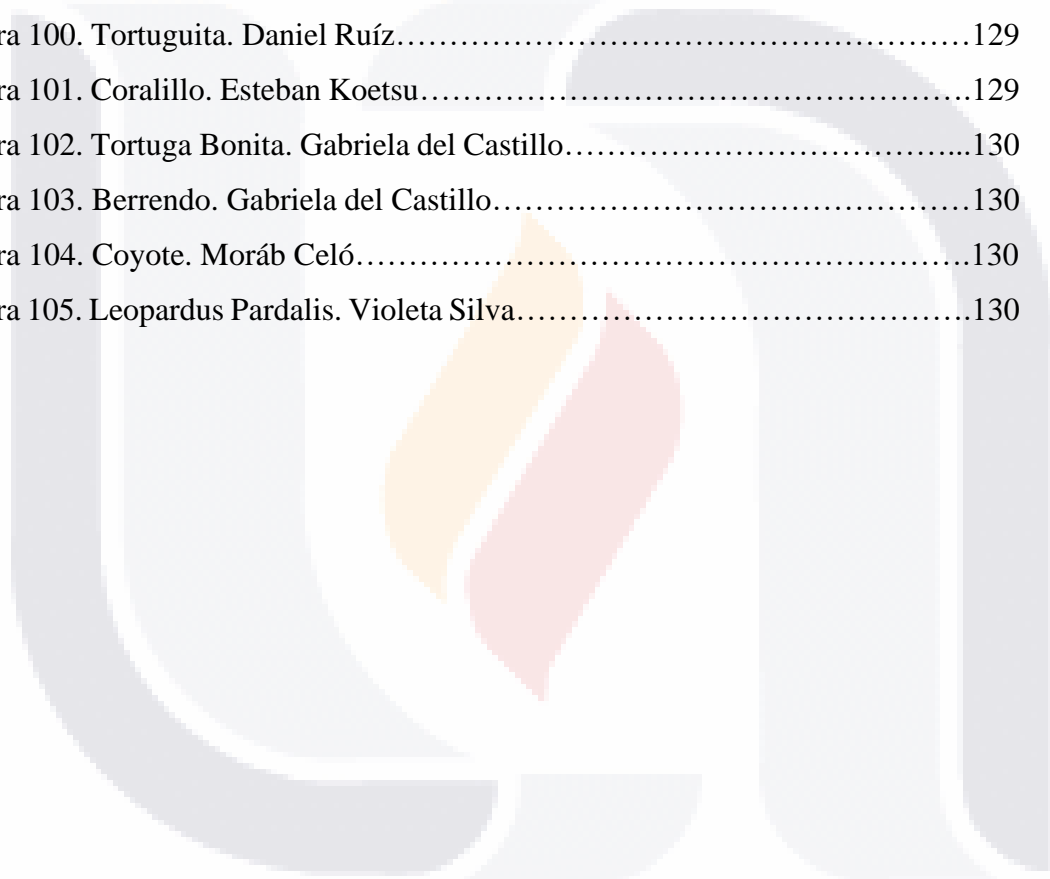 ra 100. Tortuguita. Daniel Ruíz……………………………………………………129
ra 101. Coralillo. Esteban Koetsu………………………………………………….129
ra 102. Tortuga Bonita. Gabriela del Castillo…………………………………....130
ra 103. Berrendo. Gabriela del Castillo…………………………………………130
ra 104. Coyote. Moráb Celó………………………………………………………130
ra 105. Leopardus Pardalis. Violeta Silva……………………………………….130